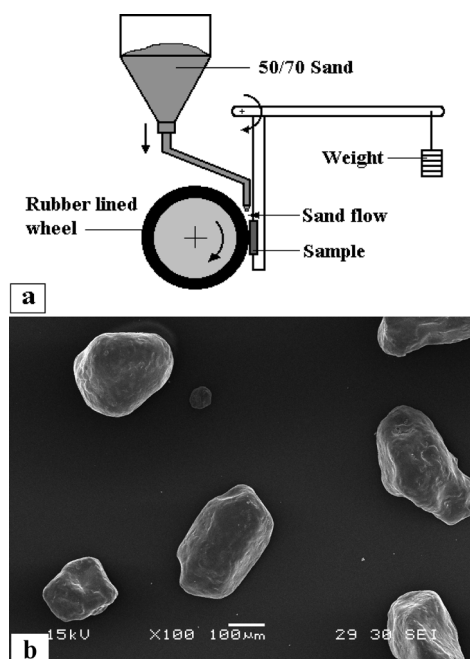 50/70 Sand
Weight
Rubber lined
wheel
Sand flow
Sample
a
15kV X100 100μm 29 30 SEI
b